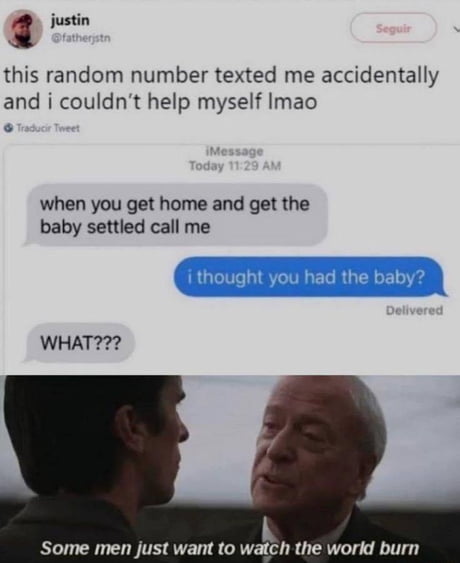 justin
@fatherjstn
Seguir
this random number texted me accidentally
and i couldn't help myself lmao
Traducir Tweet
iMessage
Today 11:29 AM
when you get home and get the
baby settled call me
i thought you had the baby?
Delivered
WHAT???
Some men just want to watch the world burn